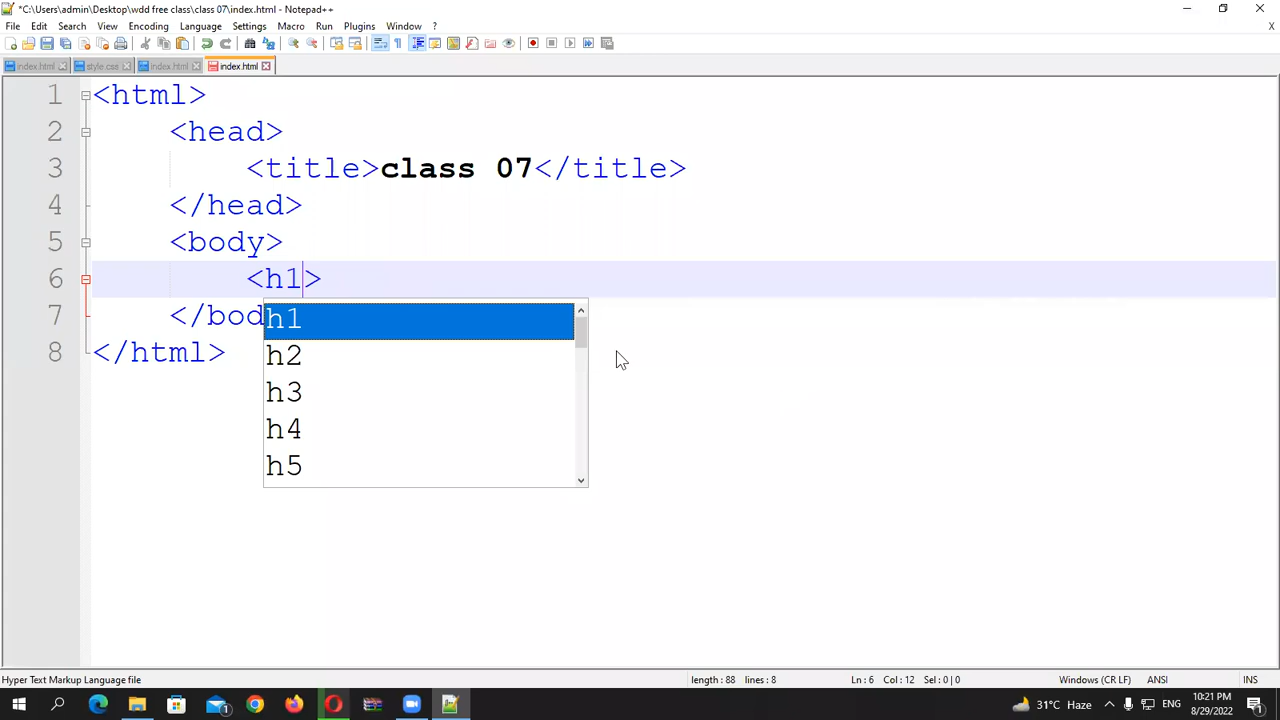 *C:\Users\admin\Desktop\wdd free class\class 07\index.html - Notepad++
File Edit Search View Encoding Language Settings Macro Run Plugins Window ?
X
index.html style.css index.html index.html
1 <html>
2 <head>
3 <title>class 07</title>
4 </head>
5 <body>
6 <h1>
7 </bod
8 </html>
h1
h2
h3
h4
h5
Hyper Text Markup Language file length : 88 lines : 8 Ln : 6 Col : 12 Sel : 0 | 0 Windows (CR LF) ANSI INS
31°C Haze ENG 10:21 PM
8/29/2022